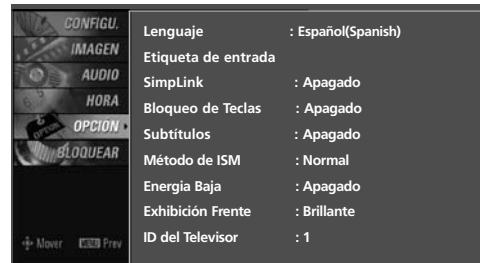 CONFIGU.
IMAGEN
AUDIO
HORA
OPCION
BLOQUEAR
Mover MENU Prev
Lenguaje : Español(Spanish)
Etiqueta de entrada
SimpLink : Apagado
Bloqueo de Teclas : Apagado
Subtítulos : Apagado
Método de ISM : Normal
Energia Baja : Apagado
Exhibición Frente : Brillante
ID del Televisor : 1